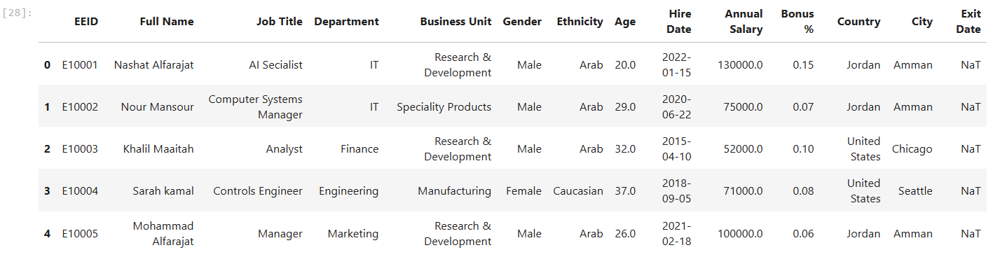 [28]:
EEID Full Name Job Title Department Business Unit Gender Ethnicity Age Hire Date Annual Salary Bonus % Country City Exit Date
0 E10001 Nashat Alfarajat AI Secialist IT Research & Development Male Arab 20.0 2022-01-15 130000.0 0.15 Jordan Amman NaT
1 E10002 Nour Mansour Computer Systems Manager IT Speciality Products Male Arab 29.0 2020-06-22 75000.0 0.07 Jordan Amman NaT
2 E10003 Khalil Maaitah Analyst Finance Research & Development Male Arab 32.0 2015-04-10 52000.0 0.10 United States Chicago NaT
3 E10004 Sarah kamal Controls Engineer Engineering Manufacturing Female Caucasian 37.0 2018-09-05 71000.0 0.08 United States Seattle NaT
4 E10005 Mohammad Alfarajat Manager Marketing Research & Development Male Arab 26.0 2021-02-18 100000.0 0.06 Jordan Amman NaT